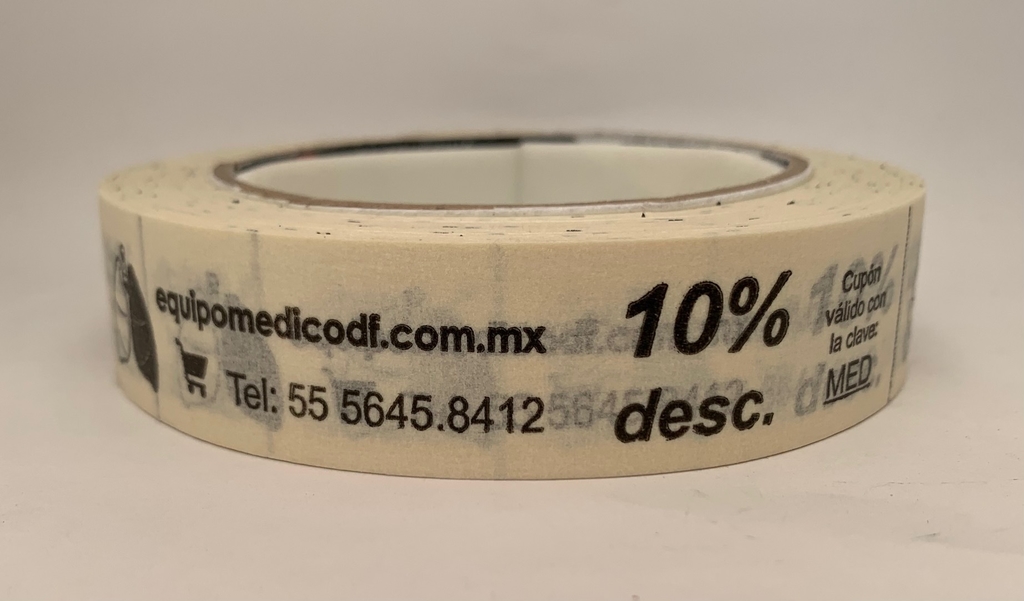 equipomedicodf.com.mx
Tel: 55 5645.8412
10%
desc.
Cupón
válido con
la clave:
MED